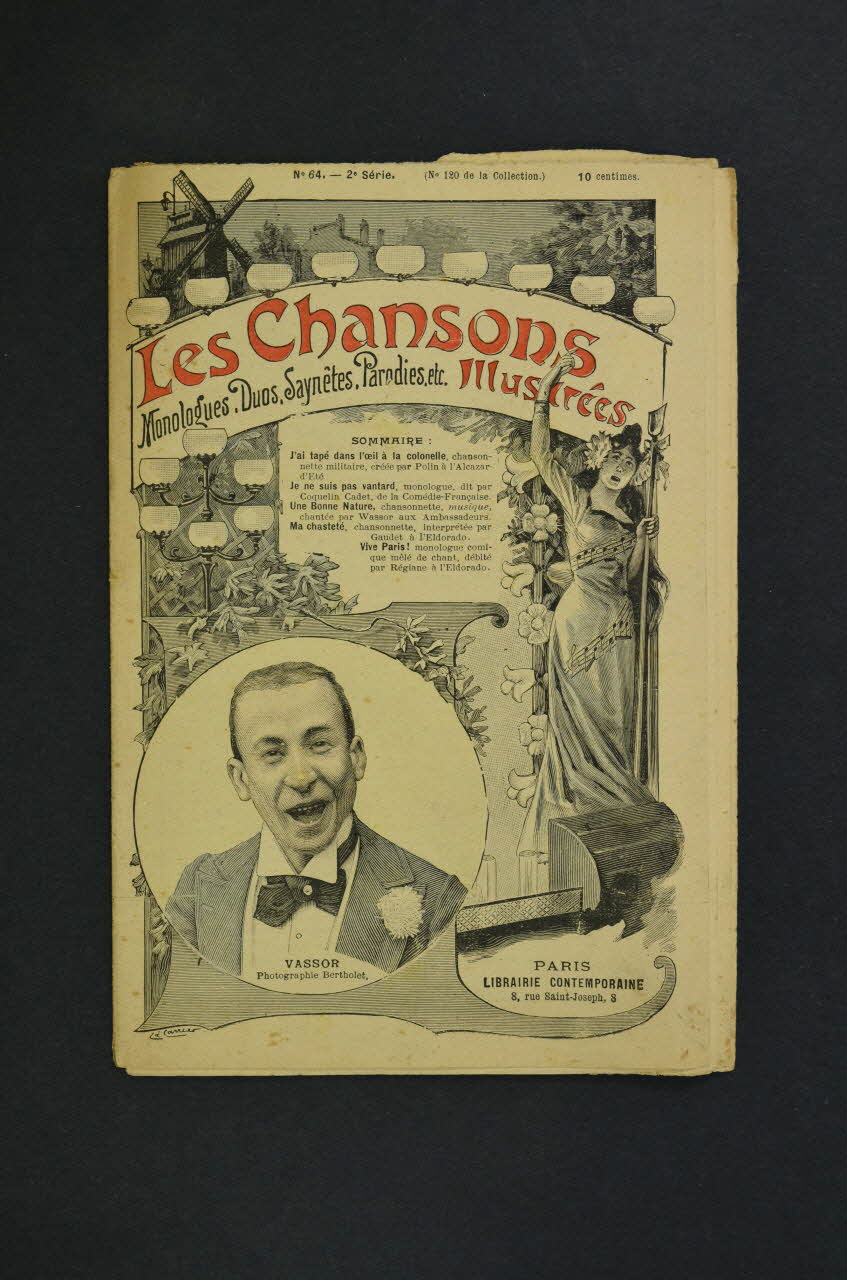 Nº 64. — 2e Série. (Nº 120 de la Collection.) 10 centimes.
Les Chansons
Illustrées
Monologues, Duos, Saynêtes, Parodies, etc.
SOMMAIRE :
J'ai tapé dans l'œil à la colonelle, chanson-
nette militaire, créée par Polin à l'Alcazar-
d'Eté
Je ne suis pas vantard, monologue, dit par
Coquelin Cadet, de la Comédie-Française.
Une Bonne Nature, chansonnette, musique,
chantée par Wassor aux Ambassadeurs.
Ma chasteté, chansonnette, interprétée par
Gaudet à l'Eldorado.
Vive Paris! monologue comi-
que mêlé de chant, débité
par Régiane à l'Eldorado.
VASSOR
Photographie Bertholet,
PARIS
LIBRAIRIE CONTEMPORAINE
8, rue Saint-Joseph, 8